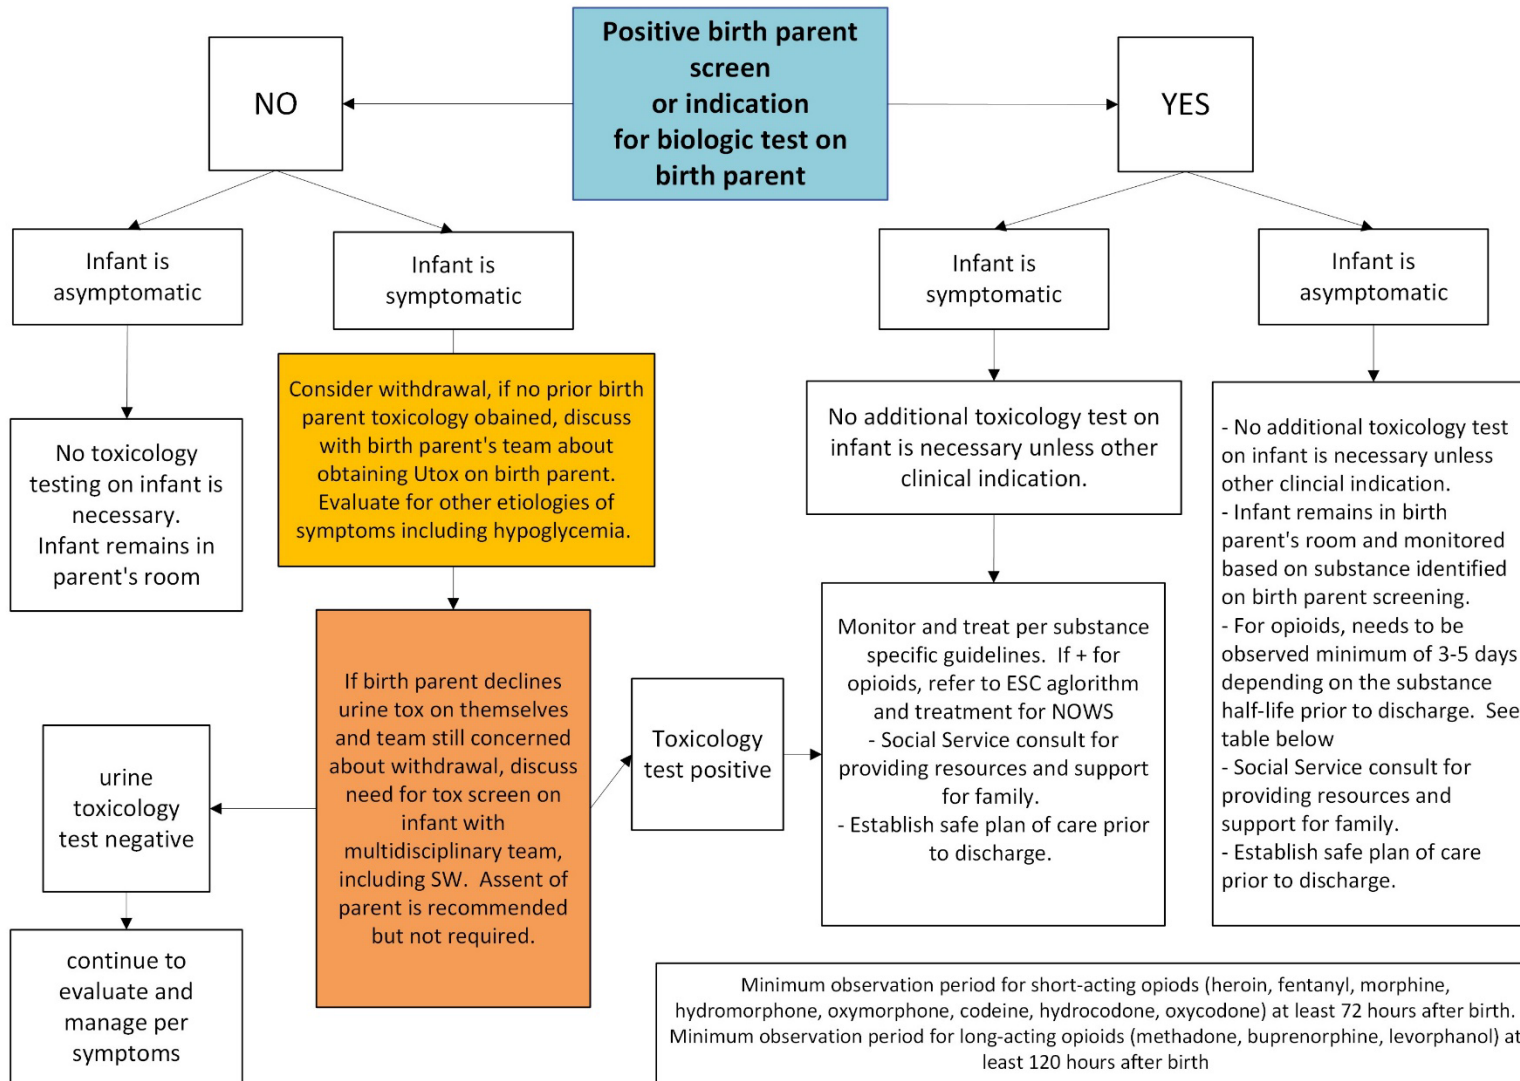 Positive birth parent
screen
or indication
for biologic test on
birth parent
NO
YES
Infant is
asymptomatic
Infant is
symptomatic
Infant is
symptomatic
Infant is
asymptomatic
No toxicology
testing on infant is
necessary.
Infant remains in
parent's room
Consider withdrawal, if no prior birth
parent toxicology obained, discuss
with birth parent's team about
obtaining Utox on birth parent.
Evaluate for other etiologies of
symptoms including hypoglycemia.
If birth parent declines
urine tox on themselves
and team still concerned
about withdrawal, discuss
need for tox screen on
infant with
multidisciplinary team,
including SW.  Assent of
parent is recommended
but not required.
urine
toxicology
test negative
continue to
evaluate and
manage per
symptoms
Toxicology
test positive
No additional toxicology test on
infant is necessary unless other
clinical indication.
Monitor and treat per substance
specific guidelines.  If + for
opioids, refer to ESC aglorithm
and treatment for NOWS
- Social Service consult for
providing resources and support
for family.
- Establish safe plan of care prior
to discharge.
- No additional toxicology test
on infant is necessary unless
other clincial indication.
- Infant remains in birth
parent's room and monitored
based on substance identified
on birth parent screening.
- For opioids, needs to be
observed minimum of 3-5 days
depending on the substance
half-life prior to discharge.  See
table below
- Social Service consult for
providing resources and
support for family.
- Establish safe plan of care
prior to discharge.
Minimum observation period for short-acting opiods (heroin, fentanyl, morphine,
hydromorphone, oxymorphone, codeine, hydrocodone, oxycodone) at least 72 hours after birth.
Minimum observation period for long-acting opioids (methadone, buprenorphine, levorphanol) at
least 120 hours after birth